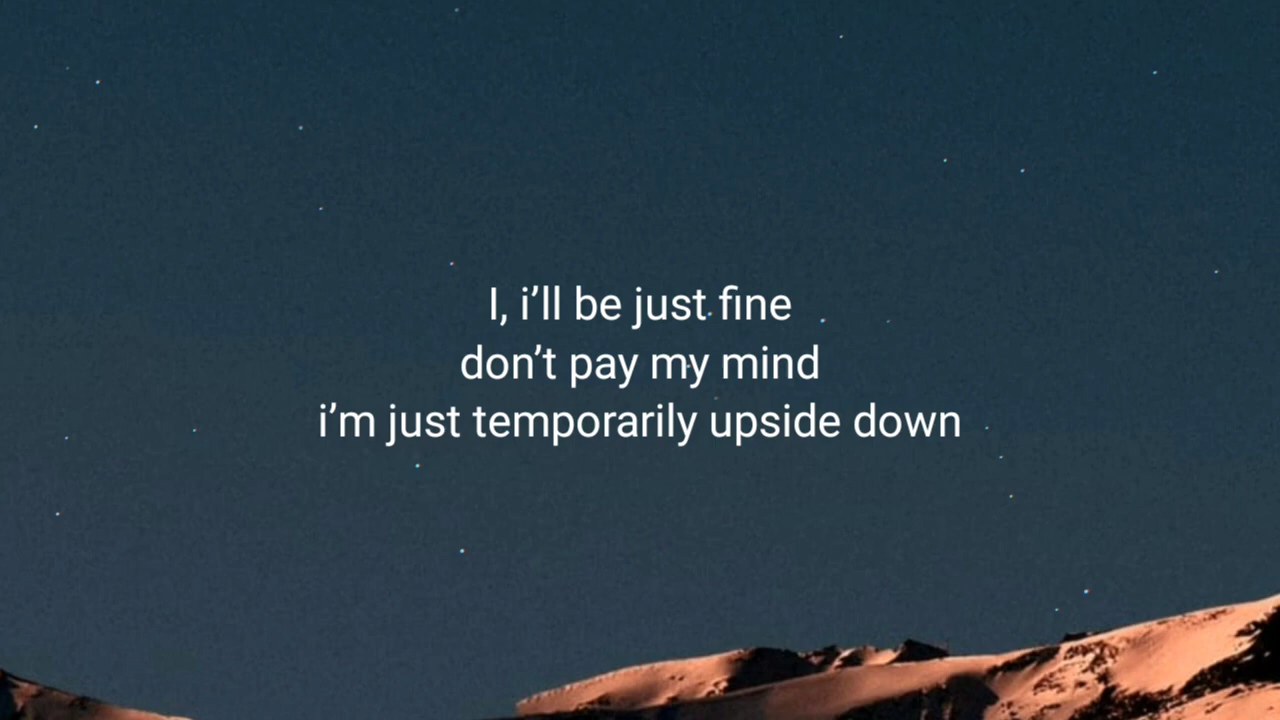 I, i’ll be just fine
don’t pay my mind
i’m just temporarily upside down